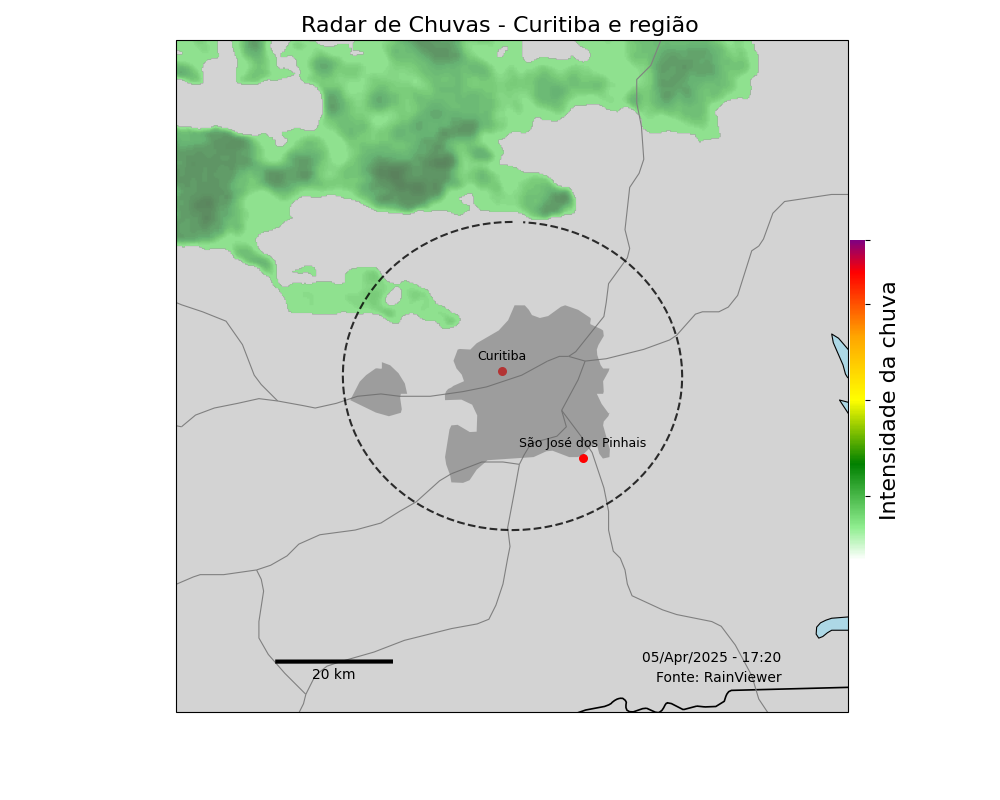 Radar de Chuvas - Curitiba e região
Curitiba
São José dos Pinhais
Intensidade da chuva
05/Apr/2025 - 17:20
Fonte: RainViewer
20 km